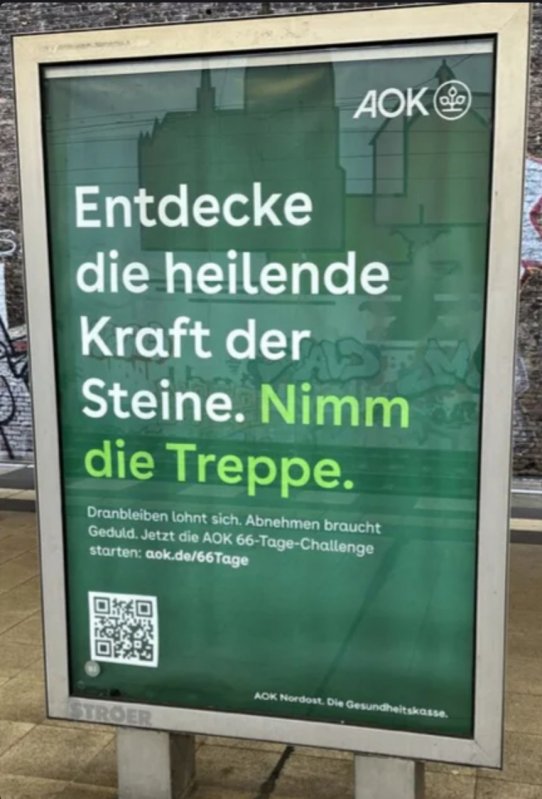 AOK
Entdecke
die heilende
Kraft der
Steine. Nimm
die Treppe.
Dranbleiben lohnt sich. Abnehmen braucht
Geduld. Jetzt die AOK 66-Tage-Challenge
starten: aok.de/66Tage
AOK Nordost. Die Gesundheitskasse.
STRÖER